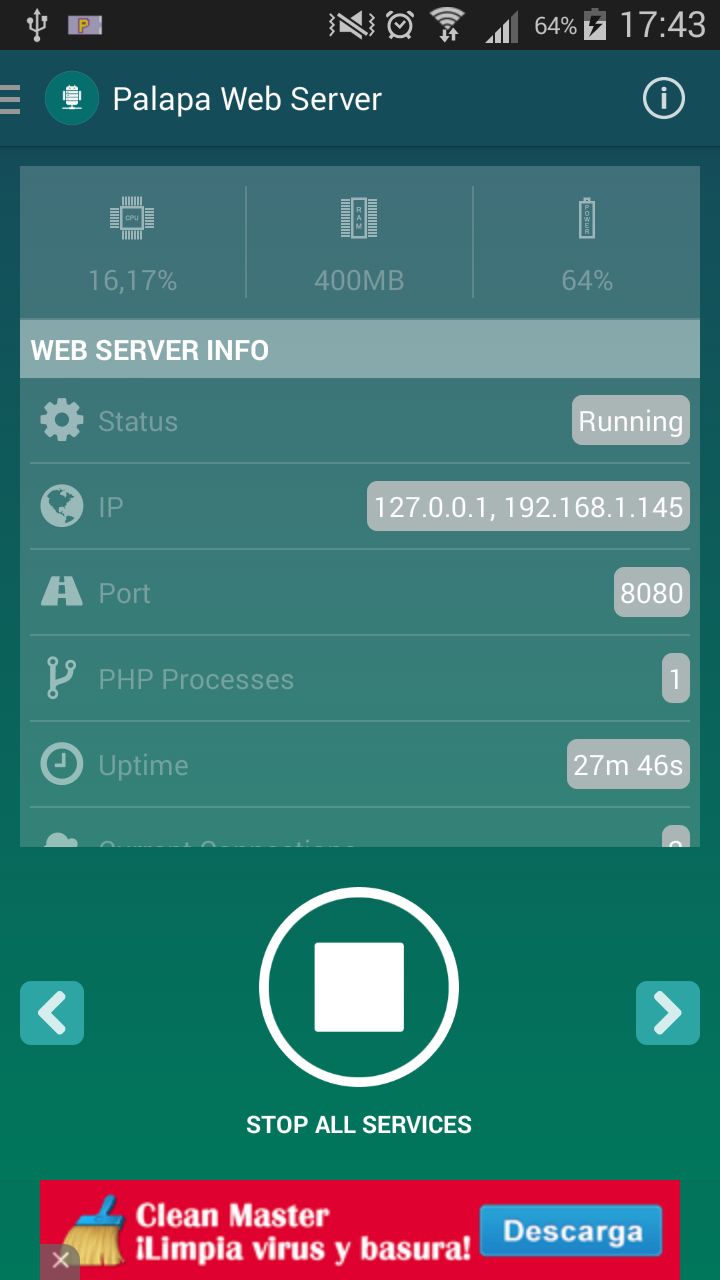 P
64%
17:43
Palapa Web Server
i
CPU
RAM
POWER
16,17%
400MB
64%
WEB SERVER INFO
Status
Running
IP
127.0.0.1, 192.168.1.145
Port
8080
PHP Processes
1
Uptime
27m 46s
Current Connections
STOP ALL SERVICES
Clean Master
¡Limpia virus y basura!
Descarga